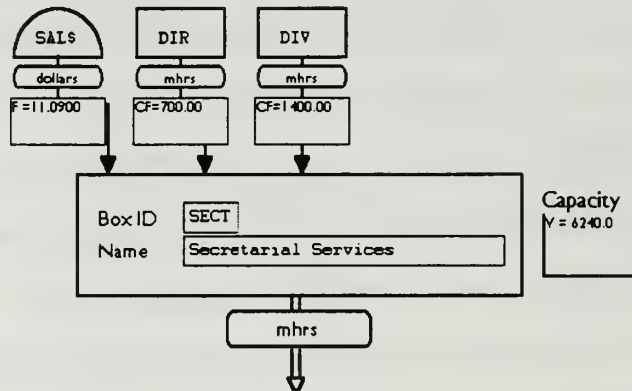 SAL$ DIR DIV
dollars mhrs mhrs
F =11.0900 CF=700.00 CF=1400.00
Capacity
V = 6240.0
Box ID SECT
Name Secretarial Services
mhrs